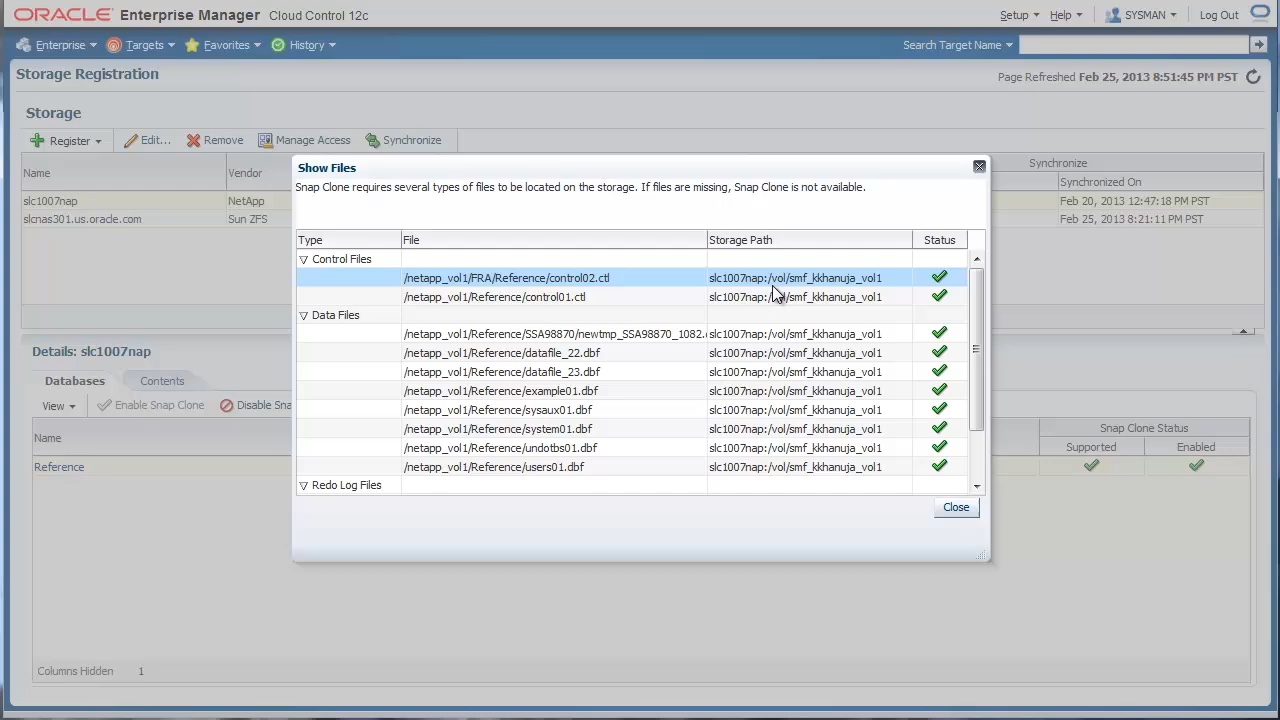 ORACLE Enterprise Manager Cloud Control 12c
Setup Help SYSMAN Log Out
Enterprise Targets Favorites History Search Target Name
Storage Registration
Page Refreshed Feb 25, 2013 8:51:45 PM PST
Storage
Register Edit... Remove Manage Access Synchronize
Name Vendor Synchronize
Synchronized On
slc1007nap NetApp Feb 20, 2013 12:47:18 PM PST
slcnas301.us.oracle.com Sun ZFS Feb 25, 2013 8:21:11 PM PST
Show Files
Snap Clone requires several types of files to be located on the storage. If files are missing, Snap Clone is not available.
Type File Storage Path Status
Control Files
/netapp_vol1/FRA/Reference/control02.ctl slc1007nap:/vol/smf_kkhanuja_vol1
/netapp_vol1/Reference/control01.ctl slc1007nap:/vol/smf_kkhanuja_vol1
Data Files
/netapp_vol1/Reference/SSA98870/newtmp_SSA98870_1082. slc1007nap:/vol/smf_kkhanuja_vol1
/netapp_vol1/Reference/datafile_22.dbf slc1007nap:/vol/smf_kkhanuja_vol1
/netapp_vol1/Reference/datafile_23.dbf slc1007nap:/vol/smf_kkhanuja_vol1
/netapp_vol1/Reference/example01.dbf slc1007nap:/vol/smf_kkhanuja_vol1
/netapp_vol1/Reference/sysaux01.dbf slc1007nap:/vol/smf_kkhanuja_vol1
/netapp_vol1/Reference/system01.dbf slc1007nap:/vol/smf_kkhanuja_vol1
/netapp_vol1/Reference/undotbs01.dbf slc1007nap:/vol/smf_kkhanuja_vol1
/netapp_vol1/Reference/users01.dbf slc1007nap:/vol/smf_kkhanuja_vol1
Redo Log Files
Close
Details: slc1007nap
Databases Contents
View Enable Snap Clone Disable Sna
Name Snap Clone Status
Supported Enabled
Reference
Columns Hidden 1